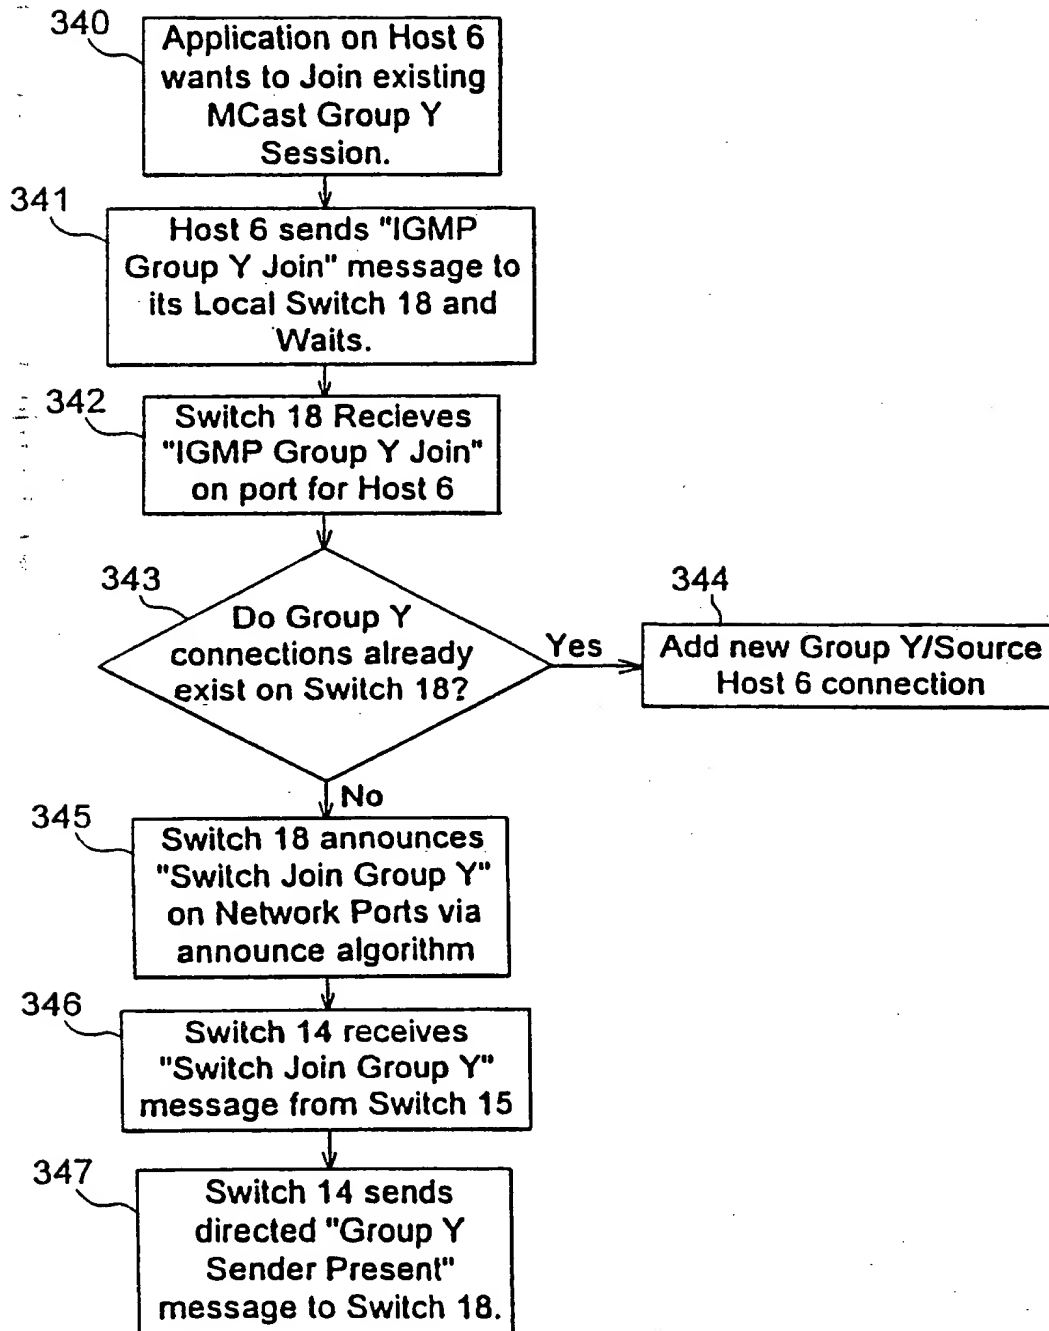 340
Application on Host 6
wants to Join existing
MCast Group Y
Session.
341
Host 6 sends "IGMP
Group Y Join" message to
its Local Switch 18 and
Waits.
342
Switch 18 Recieves
"IGMP Group Y Join"
on port for Host 6
343
Do Group Y
connections already
exist on Switch 18?
Yes
344
Add new Group Y/Source
Host 6 connection
No
345
Switch 18 announces
"Switch Join Group Y"
on Network Ports via
announce algorithm
346
Switch 14 receives
"Switch Join Group Y"
message from Switch 15
347
Switch 14 sends
directed "Group Y
Sender Present"
message to Switch 18.